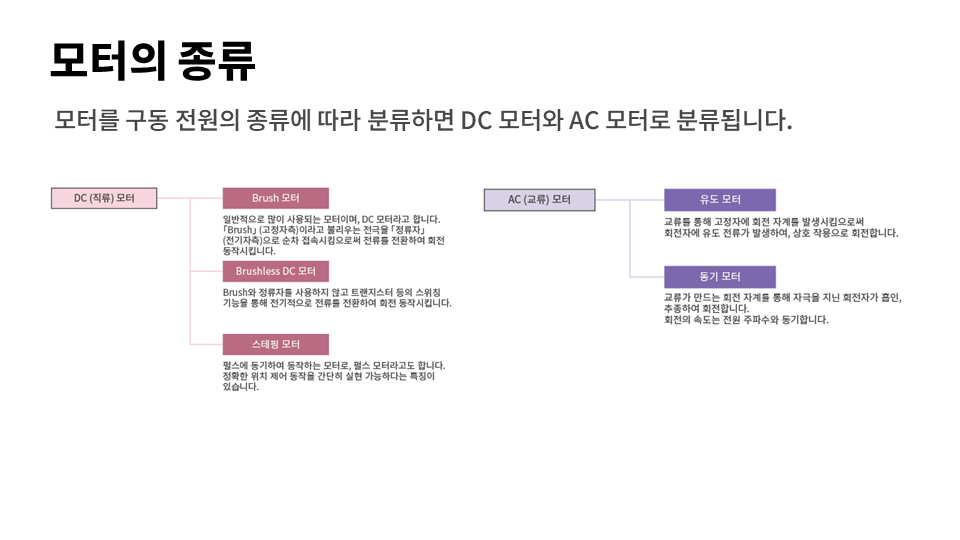 모터의 종류
모터를 구동 전원의 종류에 따라 분류하면 DC 모터와 AC 모터로 분류됩니다.
DC (직류) 모터
Brush 모터
일반적으로 많이 사용되는 모터이며, DC 모터라고 합니다.
「Brush」 (고정자측)이라고 불리우는 전극을 「정류자」
(전기자측)으로 순차 접속시킴으로써 전류를 전환하여 회전
동작시킵니다.
Brushless DC 모터
Brush와 정류자를 사용하지 않고 트랜지스터 등의 스위칭
기능을 통해 전기적으로 전류를 전환하여 회전 동작시킵니다.
스테핑 모터
펄스에 동기하여 동작하는 모터로, 펄스 모터라고도 합니다.
정확한 위치 제어 동작을 간단히 실현 가능하다는 특징이
있습니다.
AC (교류) 모터
유도 모터
교류를 통해 고정자에 회전 자계를 발생시킴으로써
회전자에 유도 전류가 발생하여, 상호 작용으로 회전합니다.
동기 모터
교류가 만드는 회전 자계를 통해 자극을 지닌 회전자가 흡인,
추종하여 회전합니다.
회전의 속도는 전원 주파수와 동기합니다.